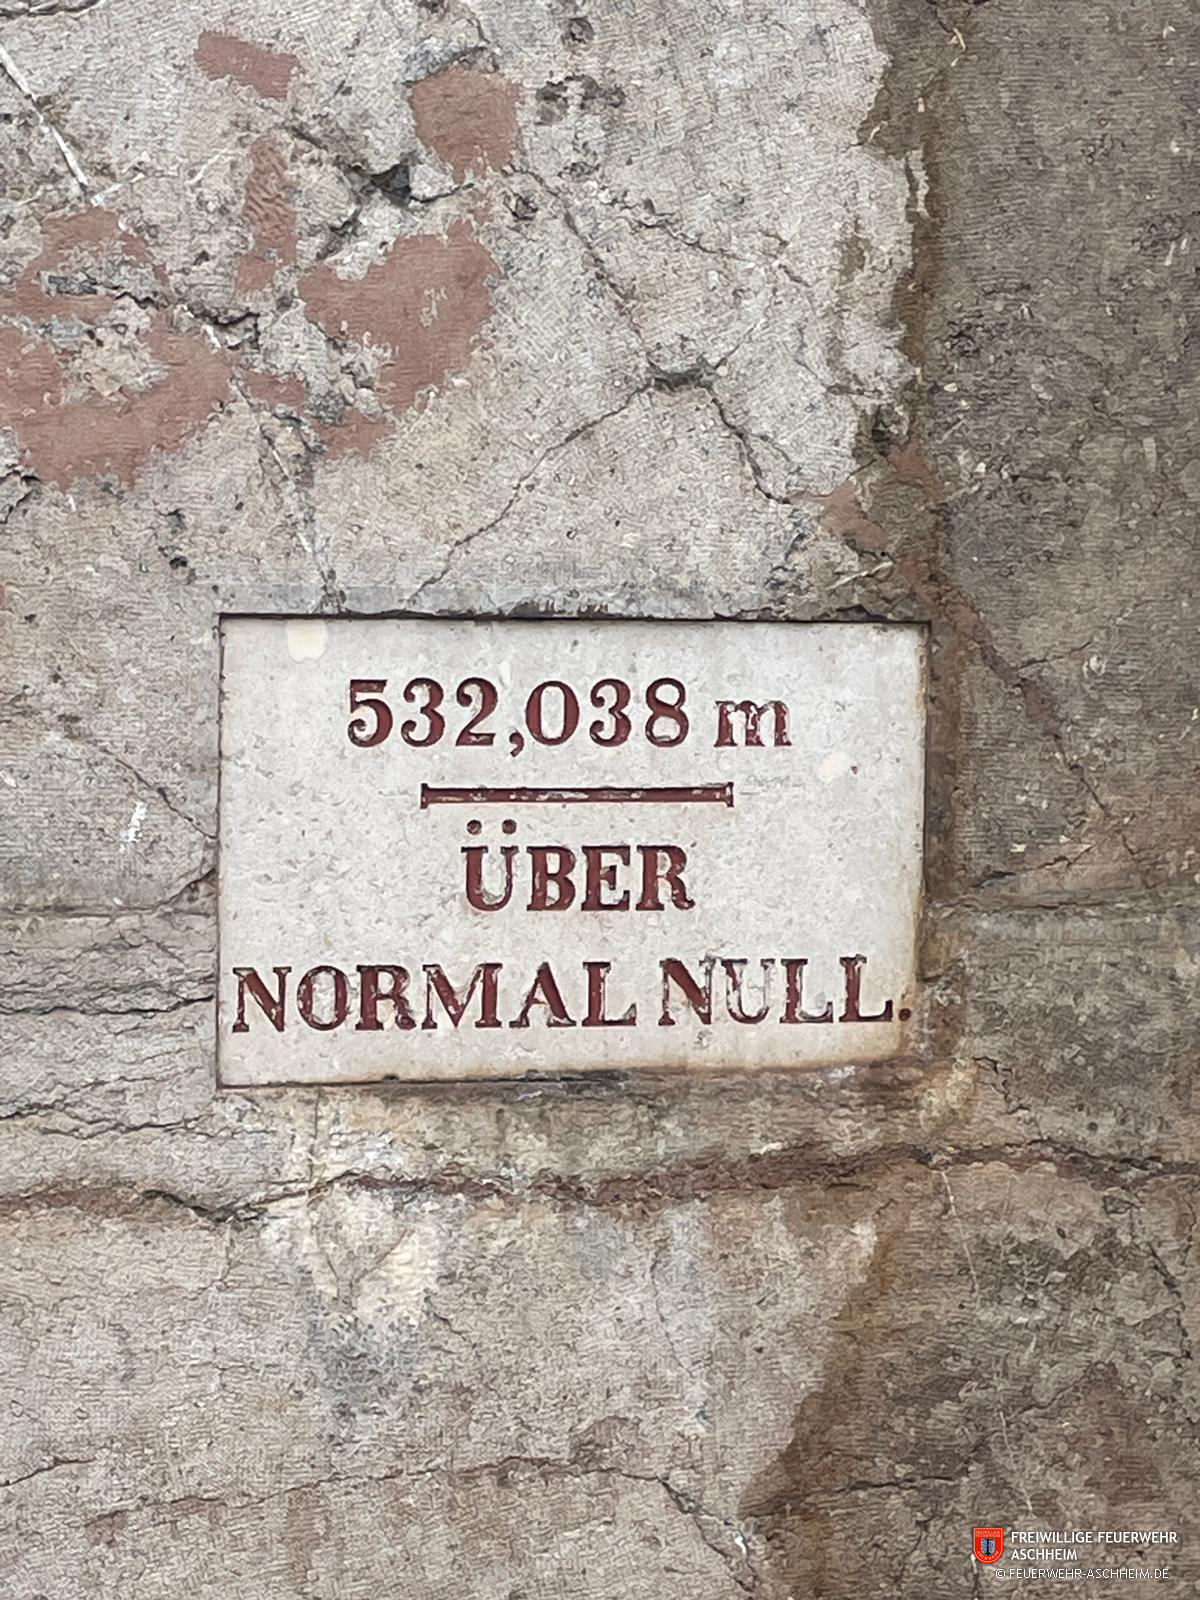 532,038 m
ÜBER
NORMAL NULL.
FREIWILLIGE FEUERWEHR
ASCHHEIM
© FEUERWEHR-ASCHHEIM.DE